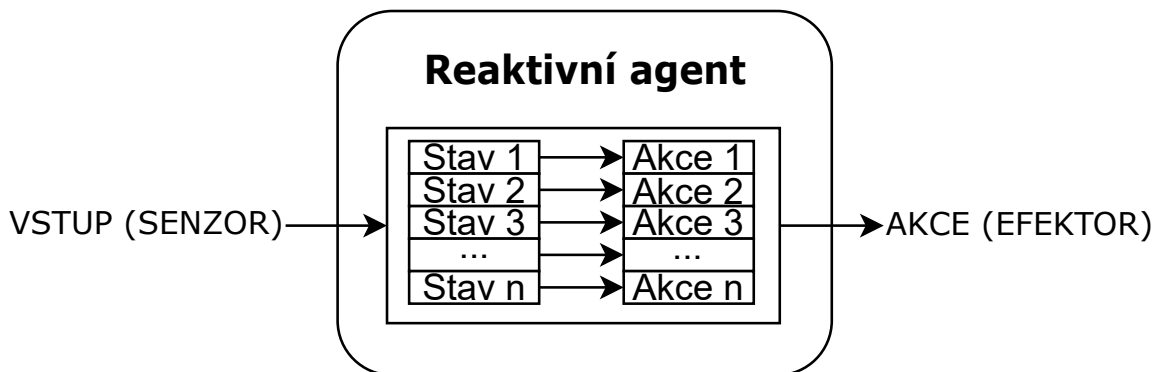 Reaktivní agent
Stav 1 Akce 1
Stav 2 Akce 2
VSTUP (SENZOR) Stav 3 Akce 3 AKCE (EFEKTOR)
... ...
Stav n Akce n